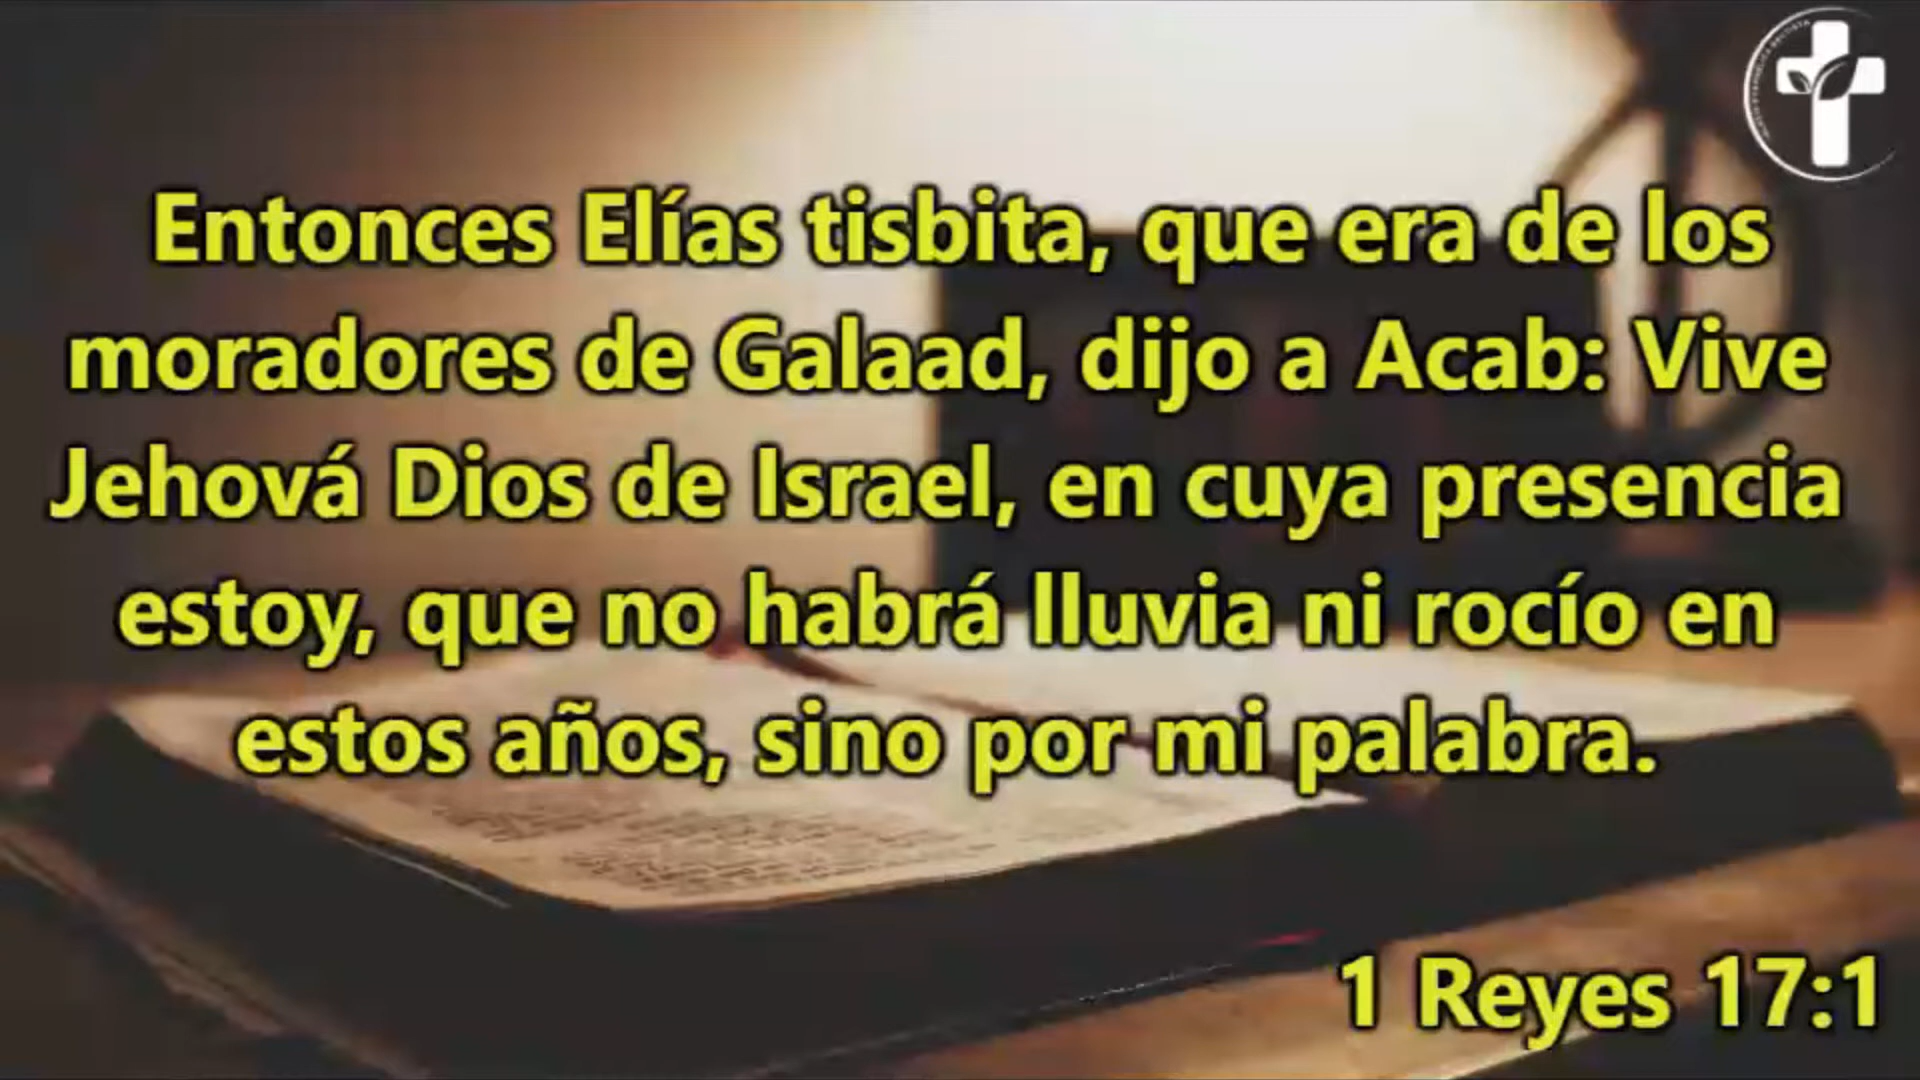 Entonces Elías tisbita, que era de los
moradores de Galaad, dijo a Acab: Vive
Jehová Dios de Israel, en cuya presencia
estoy, que no habrá lluvia ni rocío en
estos años, sino por mi palabra.
1 Reyes 17:1